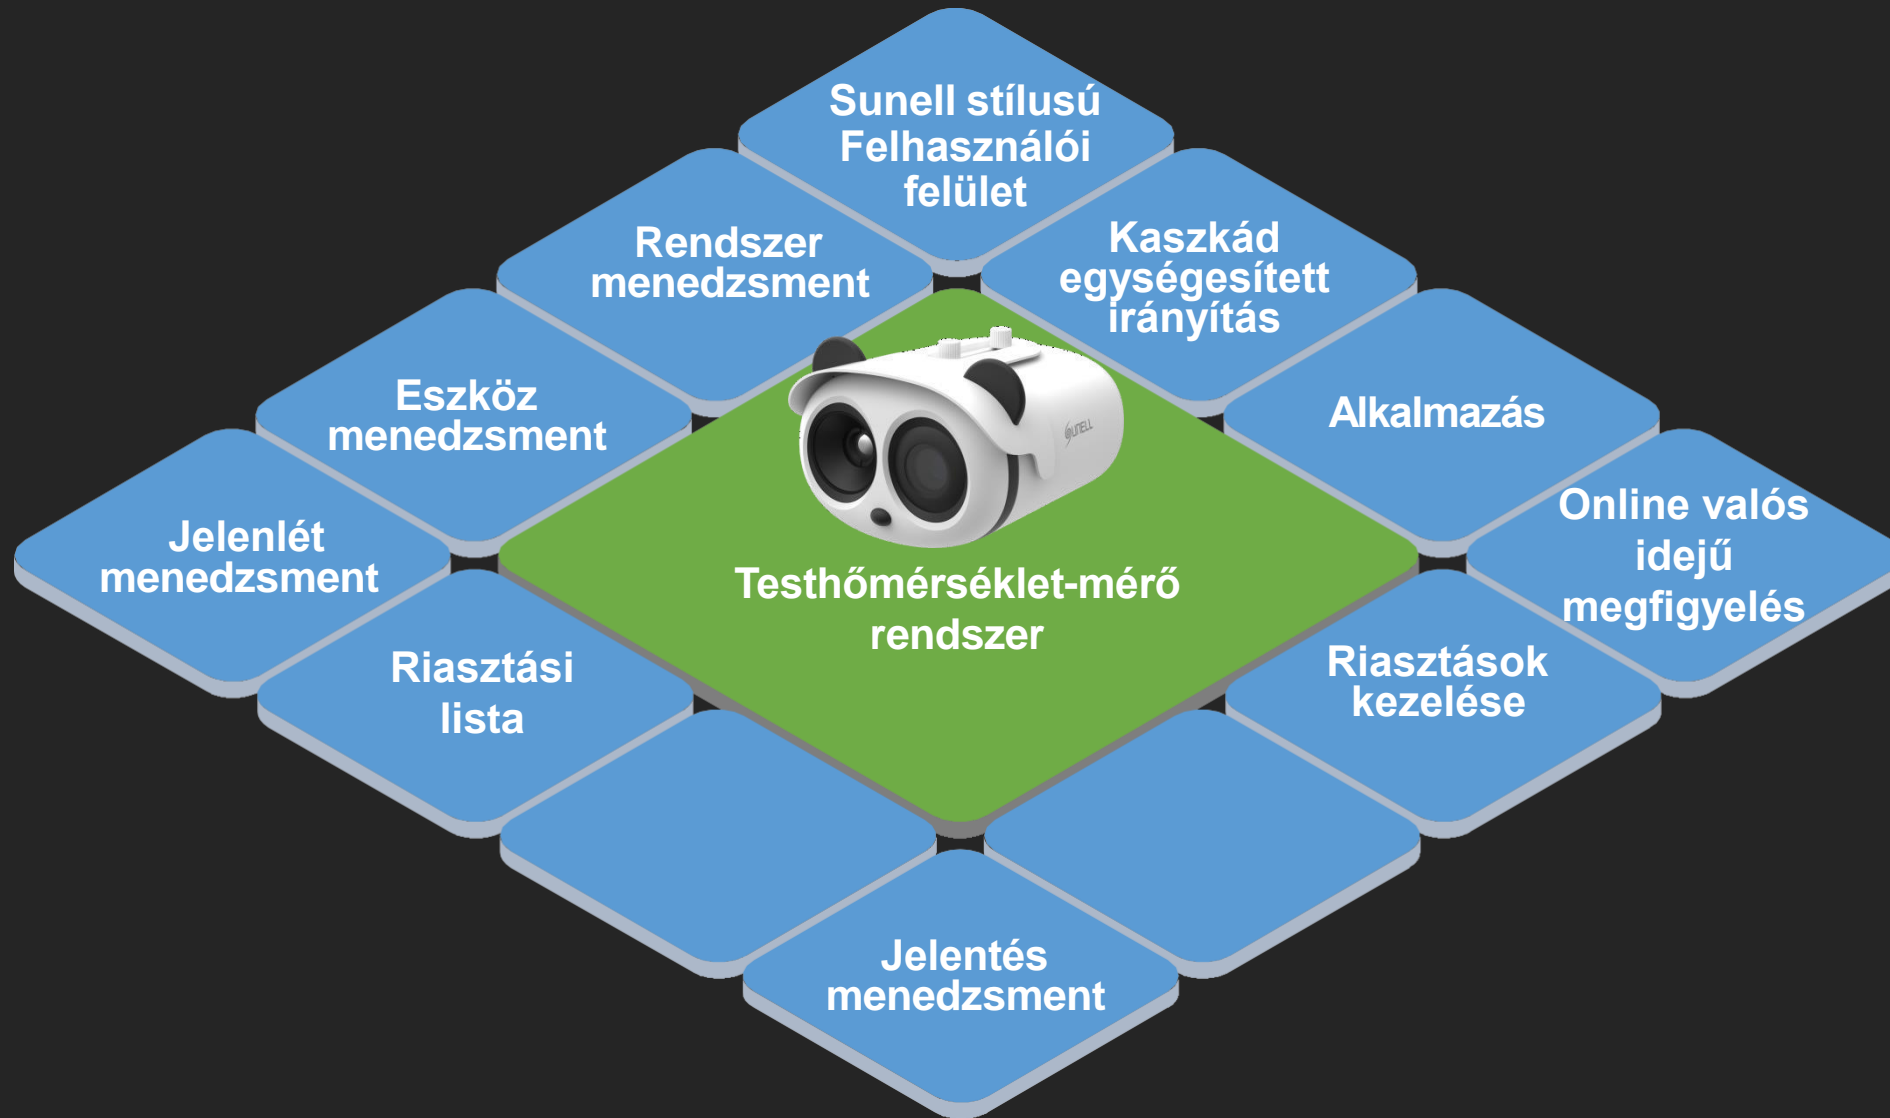 Sunell stílusú
Felhasználói
felület
Rendszer
menedzsment
Kaszkád
egységesített
irányítás
Eszköz
menedzsment
Alkalmazás
SUNELL
Jelenlét
menedzsment
Online valós
idejű
megfigyelés
Testhőmérséklet-mérő
rendszer
Riasztási
lista
Riasztások
kezelése
Jelentés
menedzsment